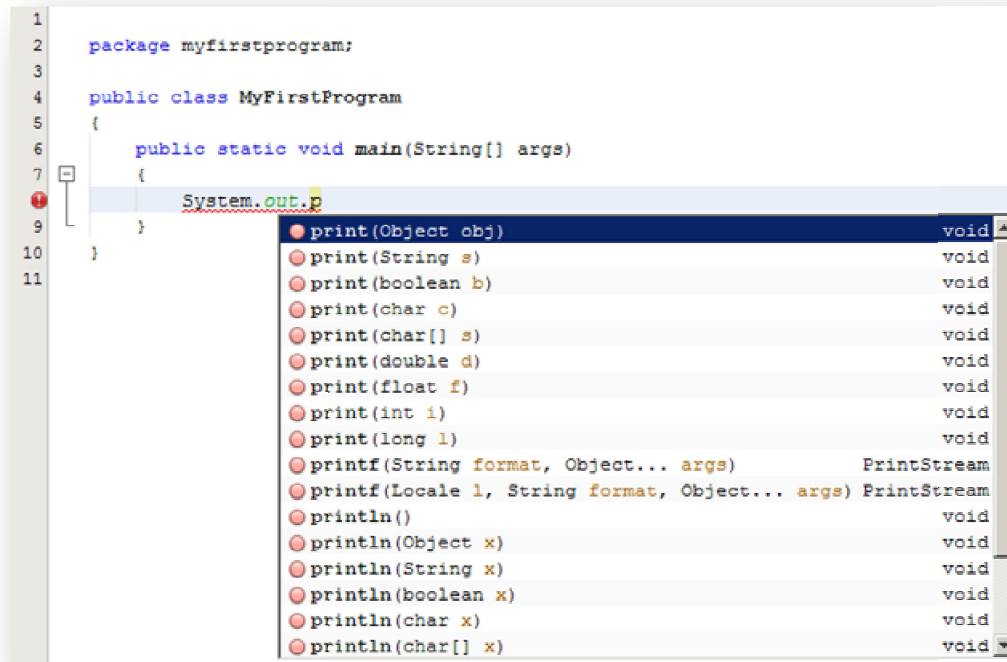 1
2 package myfirstprogram;
3
4 public class MyFirstProgram
5 {
6 public static void main(String[] args)
7 {
System.out.p
9 }
10 }
11
print(Object obj) void
print(String s) void
print(boolean b) void
print(char c) void
print(char[] s) void
print(double d) void
print(float f) void
print(int i) void
print(long l) void
printf(String format, Object... args) PrintStream
printf(Locale l, String format, Object... args) PrintStream
println() void
println(Object x) void
println(String x) void
println(boolean x) void
println(char x) void
println(char[] x) void